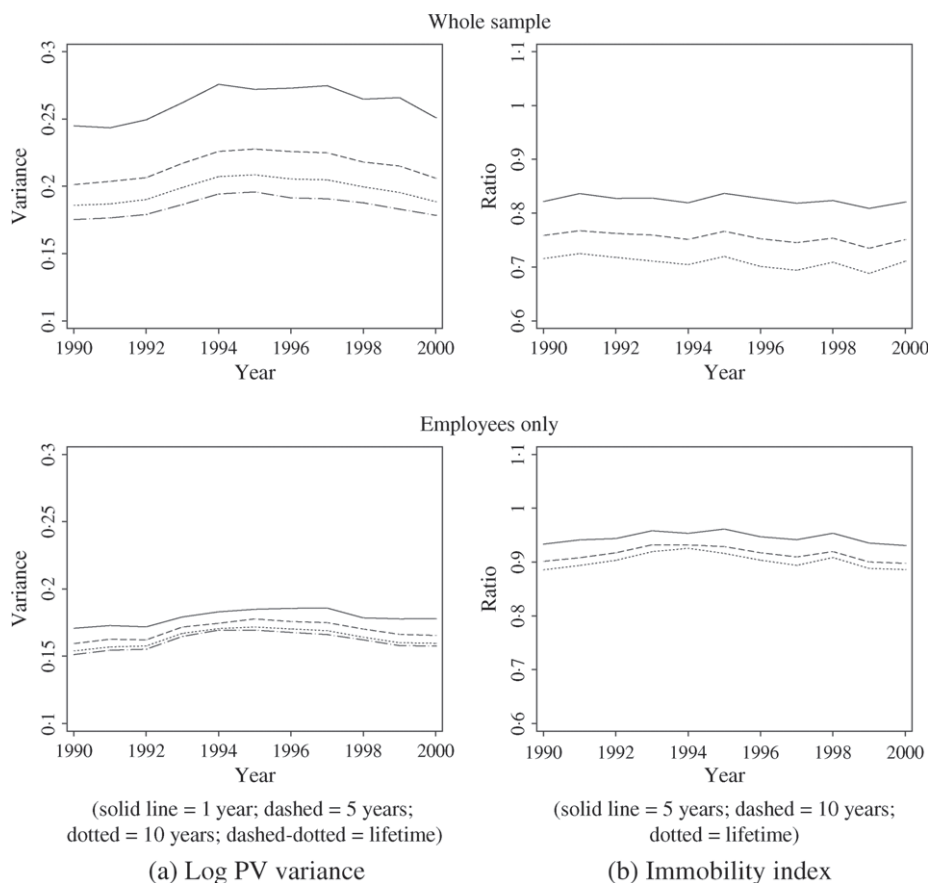 Whole sample
Variance
0·3
0·25
0·2
0·15
0·1
1990 1992 1994 1996 1998 2000
Year
Ratio
1·1
1
0·9
0·8
0·7
0·6
1990 1992 1994 1996 1998 2000
Year
Employees only
Variance
0·3
0·25
0·2
0·15
0·1
1990 1992 1994 1996 1998 2000
Year
Ratio
1·1
1
0·9
0·8
0·7
0·6
1990 1992 1994 1996 1998 2000
Year
(solid line = 1 year; dashed = 5 years;
dotted = 10 years; dashed-dotted = lifetime)
(a) Log PV variance
(solid line = 5 years; dashed = 10 years;
dotted = lifetime)
(b) Immobility index